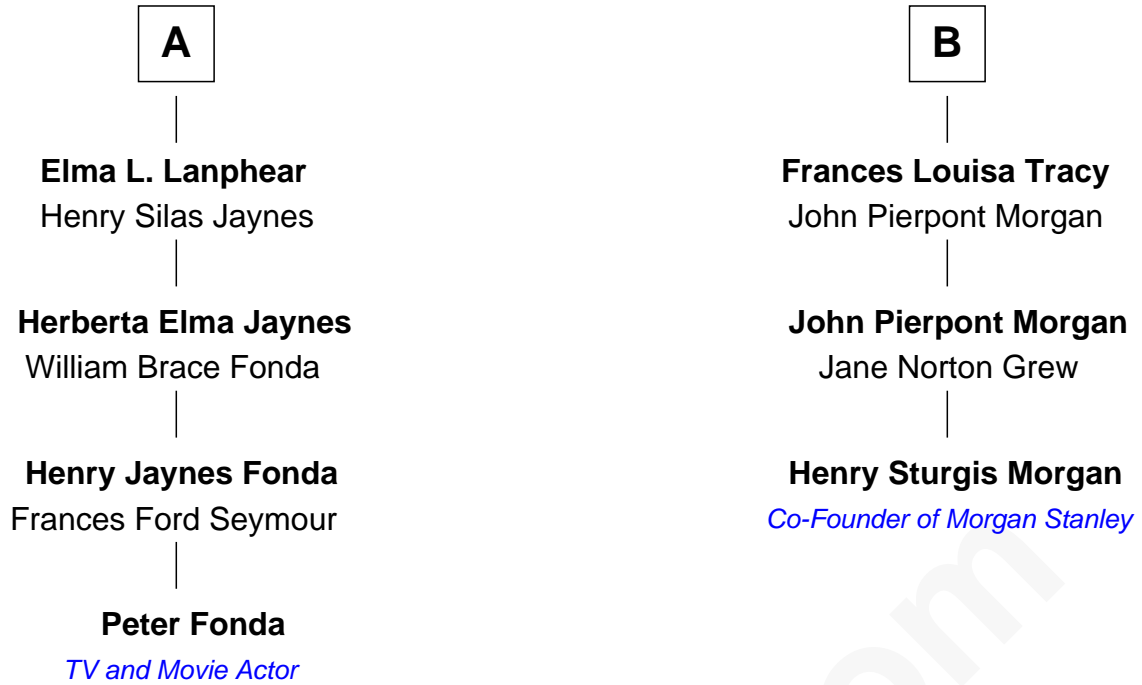 A
Elma L. Lanphear
Henry Silas Jaynes
Herberta Elma Jaynes
William Brace Fonda
Henry Jaynes Fonda
Frances Ford Seymour
Peter Fonda
TV and Movie Actor
B
Frances Louisa Tracy
John Pierpont Morgan
John Pierpont Morgan
Jane Norton Grew
Henry Sturgis Morgan
Co-Founder of Morgan Stanley
om